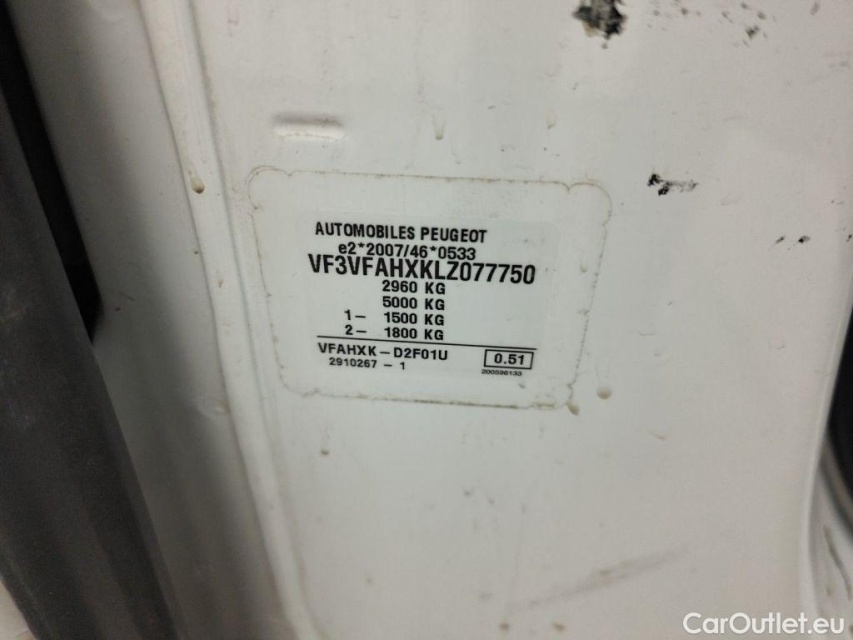 AUTOMOBILES PEUGEOT
e2*2007/46*0533
VF3VFAHXKLZ077750
2960 KG
5000 KG
1- 1500 KG
2- 1800 KG
VFAHXK-D2F01U 0.51
2910267-1 200596133
CarOutlet.eu